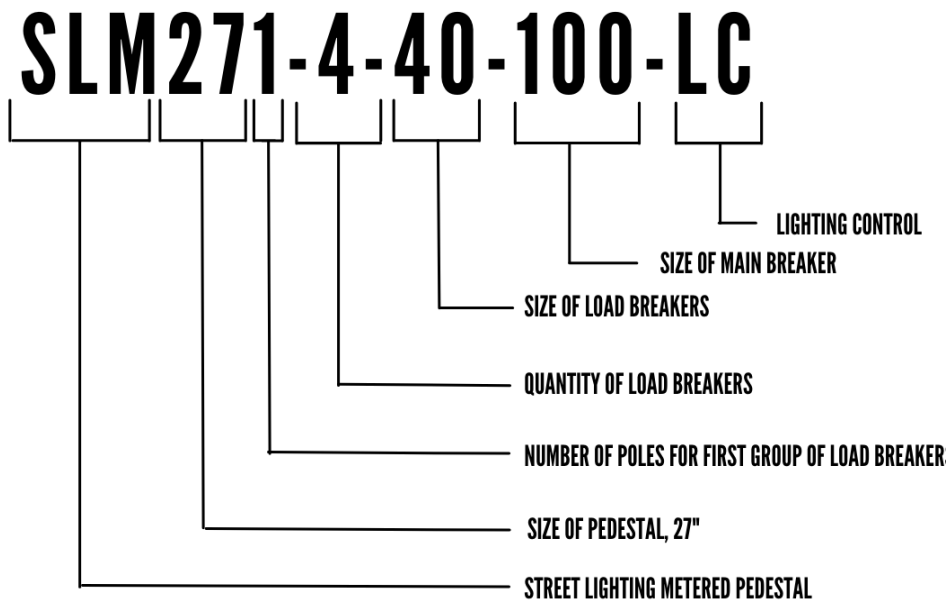 SLM271-4-40-100-LC
LIGHTING CONTROL
SIZE OF MAIN BREAKER
SIZE OF LOAD BREAKERS
QUANTITY OF LOAD BREAKERS
NUMBER OF POLES FOR FIRST GROUP OF LOAD BREAKERS
SIZE OF PEDESTAL, 27"
STREET LIGHTING METERED PEDESTAL